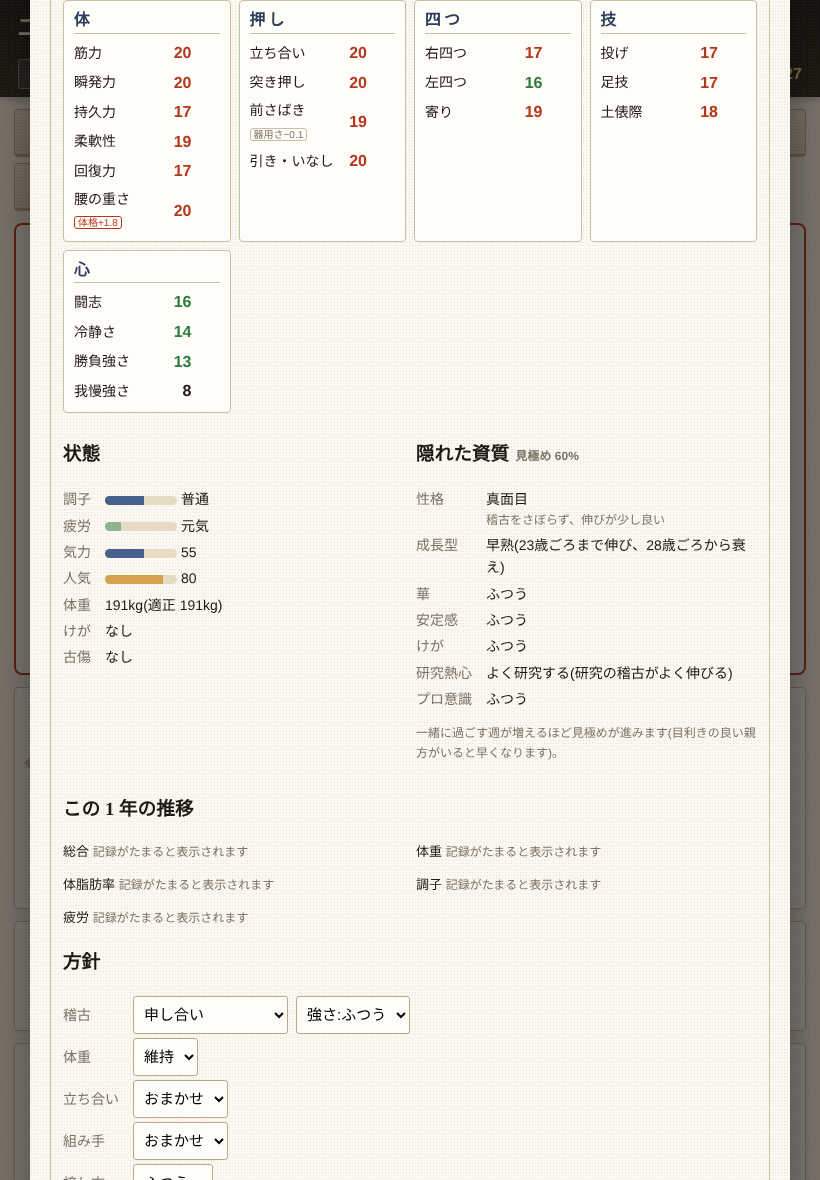 体
筋力 20
瞬発力 20
持久力 17
柔軟性 19
回復力 17
腰の重さ 20
体格+1.8
押し
立ち合い 20
突き押し 20
前さばき 19
器用さ−0.1
引き・いなし 20
四つ
右四つ 17
左四つ 16
寄り 19
技
投げ 17
足技 17
土俵際 18
心
闘志 16
冷静さ 14
勝負強さ 13
我慢強さ 8
状態
調子 普通
疲労 元気
気力 55
人気 80
体重 191kg(適正 191kg)
けが なし
古傷 なし
隠れた資質 見極め 60%
性格 真面目
稽古をさぼらず、伸びが少し良い
成長型 早熟(23歳ごろまで伸び、28歳ごろから衰
え)
華 ふつう
安定感 ふつう
けが ふつう
研究熱心 よく研究する(研究の稽古がよく伸びる)
プロ意識 ふつう
一緒に過ごす週が増えるほど見極めが進みます(目利きの良い親
方がいると早くなります)。
この 1 年の推移
総合 記録がたまると表示されます
体重 記録がたまると表示されます
体脂肪率 記録がたまると表示されます
調子 記録がたまると表示されます
疲労 記録がたまると表示されます
方針
稽古 申し合い 強さ:ふつう
体重 維持
立ち合い おまかせ
組み手 おまかせ
27